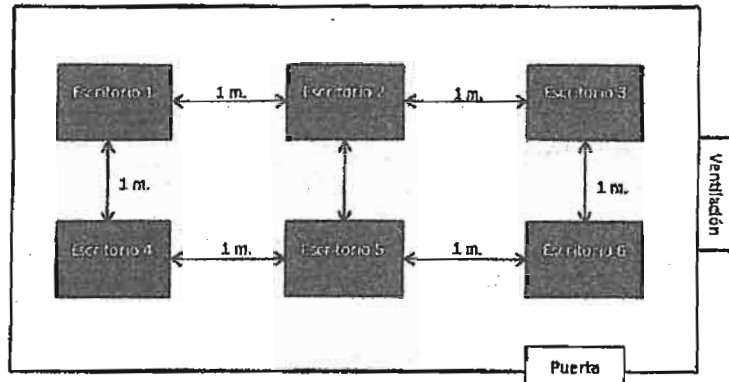 Escritorio 1
1 m.
Escritorio 2
1 m.
Escritorio 3
1 m.
1 m.
Ventilación
Escritorio 4
1 m.
Escritorio 5
1 m.
Escritorio 6
Puerta